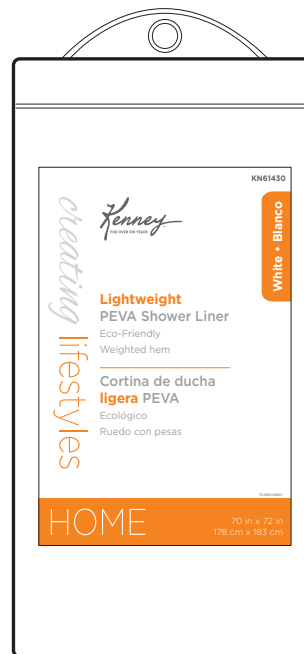 KN61430
White • Blanco
creating
lifestyles
Kenney
FOR OVER 100 YEARS
Lightweight
PEVA Shower Liner
Eco-Friendly
Weighted hem
Cortina de ducha
ligera PEVA
Ecológico
Ruedo con pesas
HOME
70 in x 72 in
178 cm x 183 cm